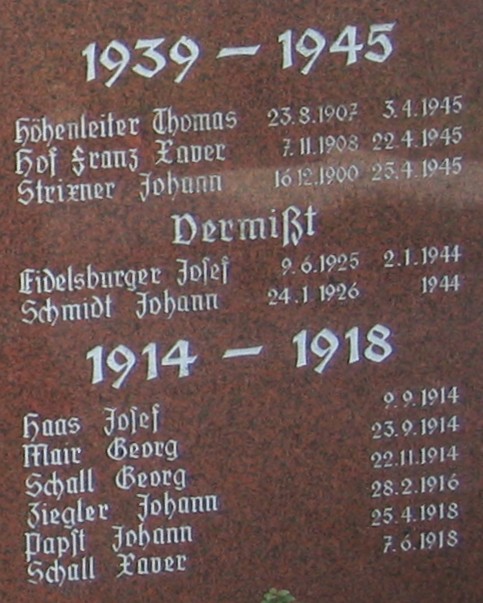 1939 – 1945
Höhenleiter Thomas 23.8.1907 3.4.1945
Hof Franz Xaver 7.11.1908 22.4.1945
Strixner Johann 16.12.1900 25.4.1945
Vermißt
Eidelsburger Josef 9.6.1925 2.1.1944
Schmidt Johann 24.1.1926 1944
1914 – 1918
Haas Josef 9.9.1914
Mair Georg 23.9.1914
Schall Georg 22.11.1914
Ziegler Johann 28.2.1916
Papst Johann 25.4.1918
Schall Xaver 7.6.1918